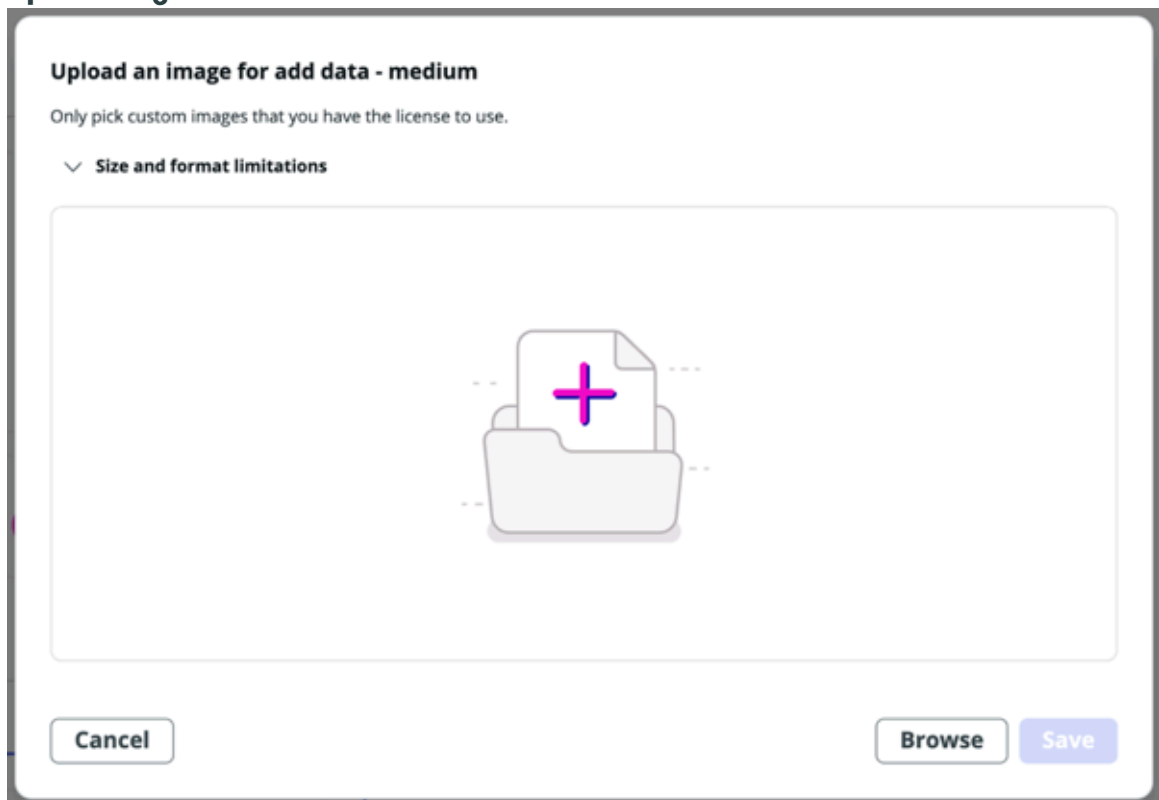 Upload an image for add data - medium
Only pick custom images that you have the license to use.
Size and format limitations
Cancel
Browse
Save